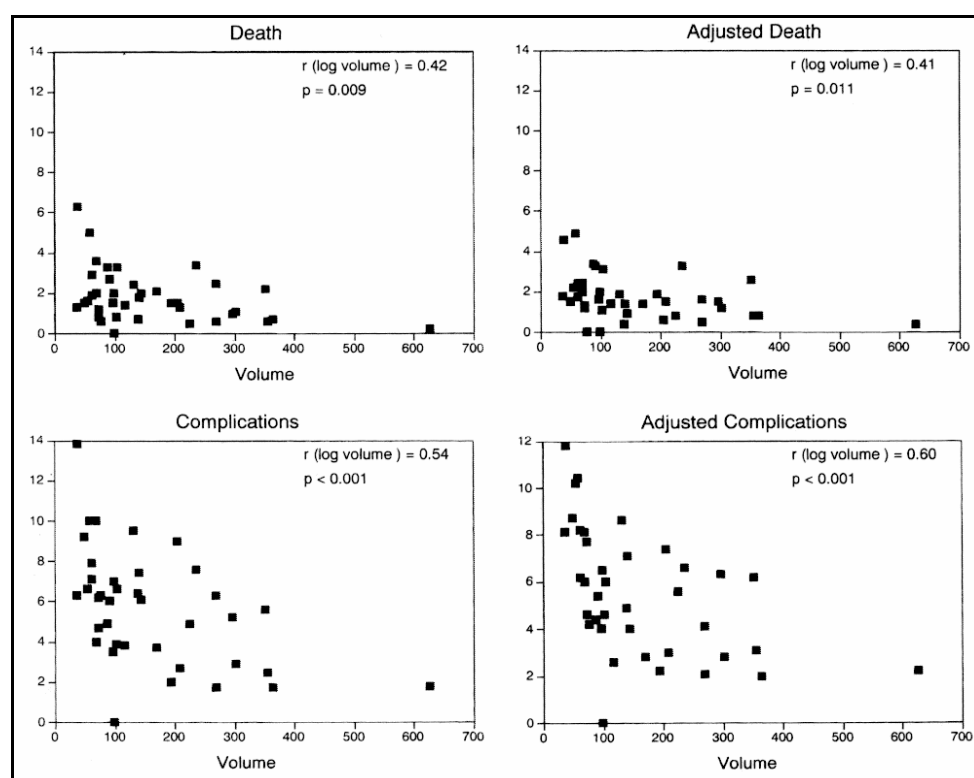 Death
14
12
10
8
6
4
2
0
r (log volume ) = 0.42
p = 0.009
0 100 200 300 400 500 600 700
Volume
Adjusted Death
14
12
10
8
6
4
2
0
r (log volume ) = 0.41
p = 0.011
0 100 200 300 400 500 600 700
Volume
Complications
14
12
10
8
6
4
2
0
r (log volume ) = 0.54
p < 0.001
0 100 200 300 400 500 600 700
Volume
Adjusted Complications
12
10
8
6
4
2
0
r (log volume ) = 0.60
p < 0.001
0 100 200 300 400 500 600 700
Volume